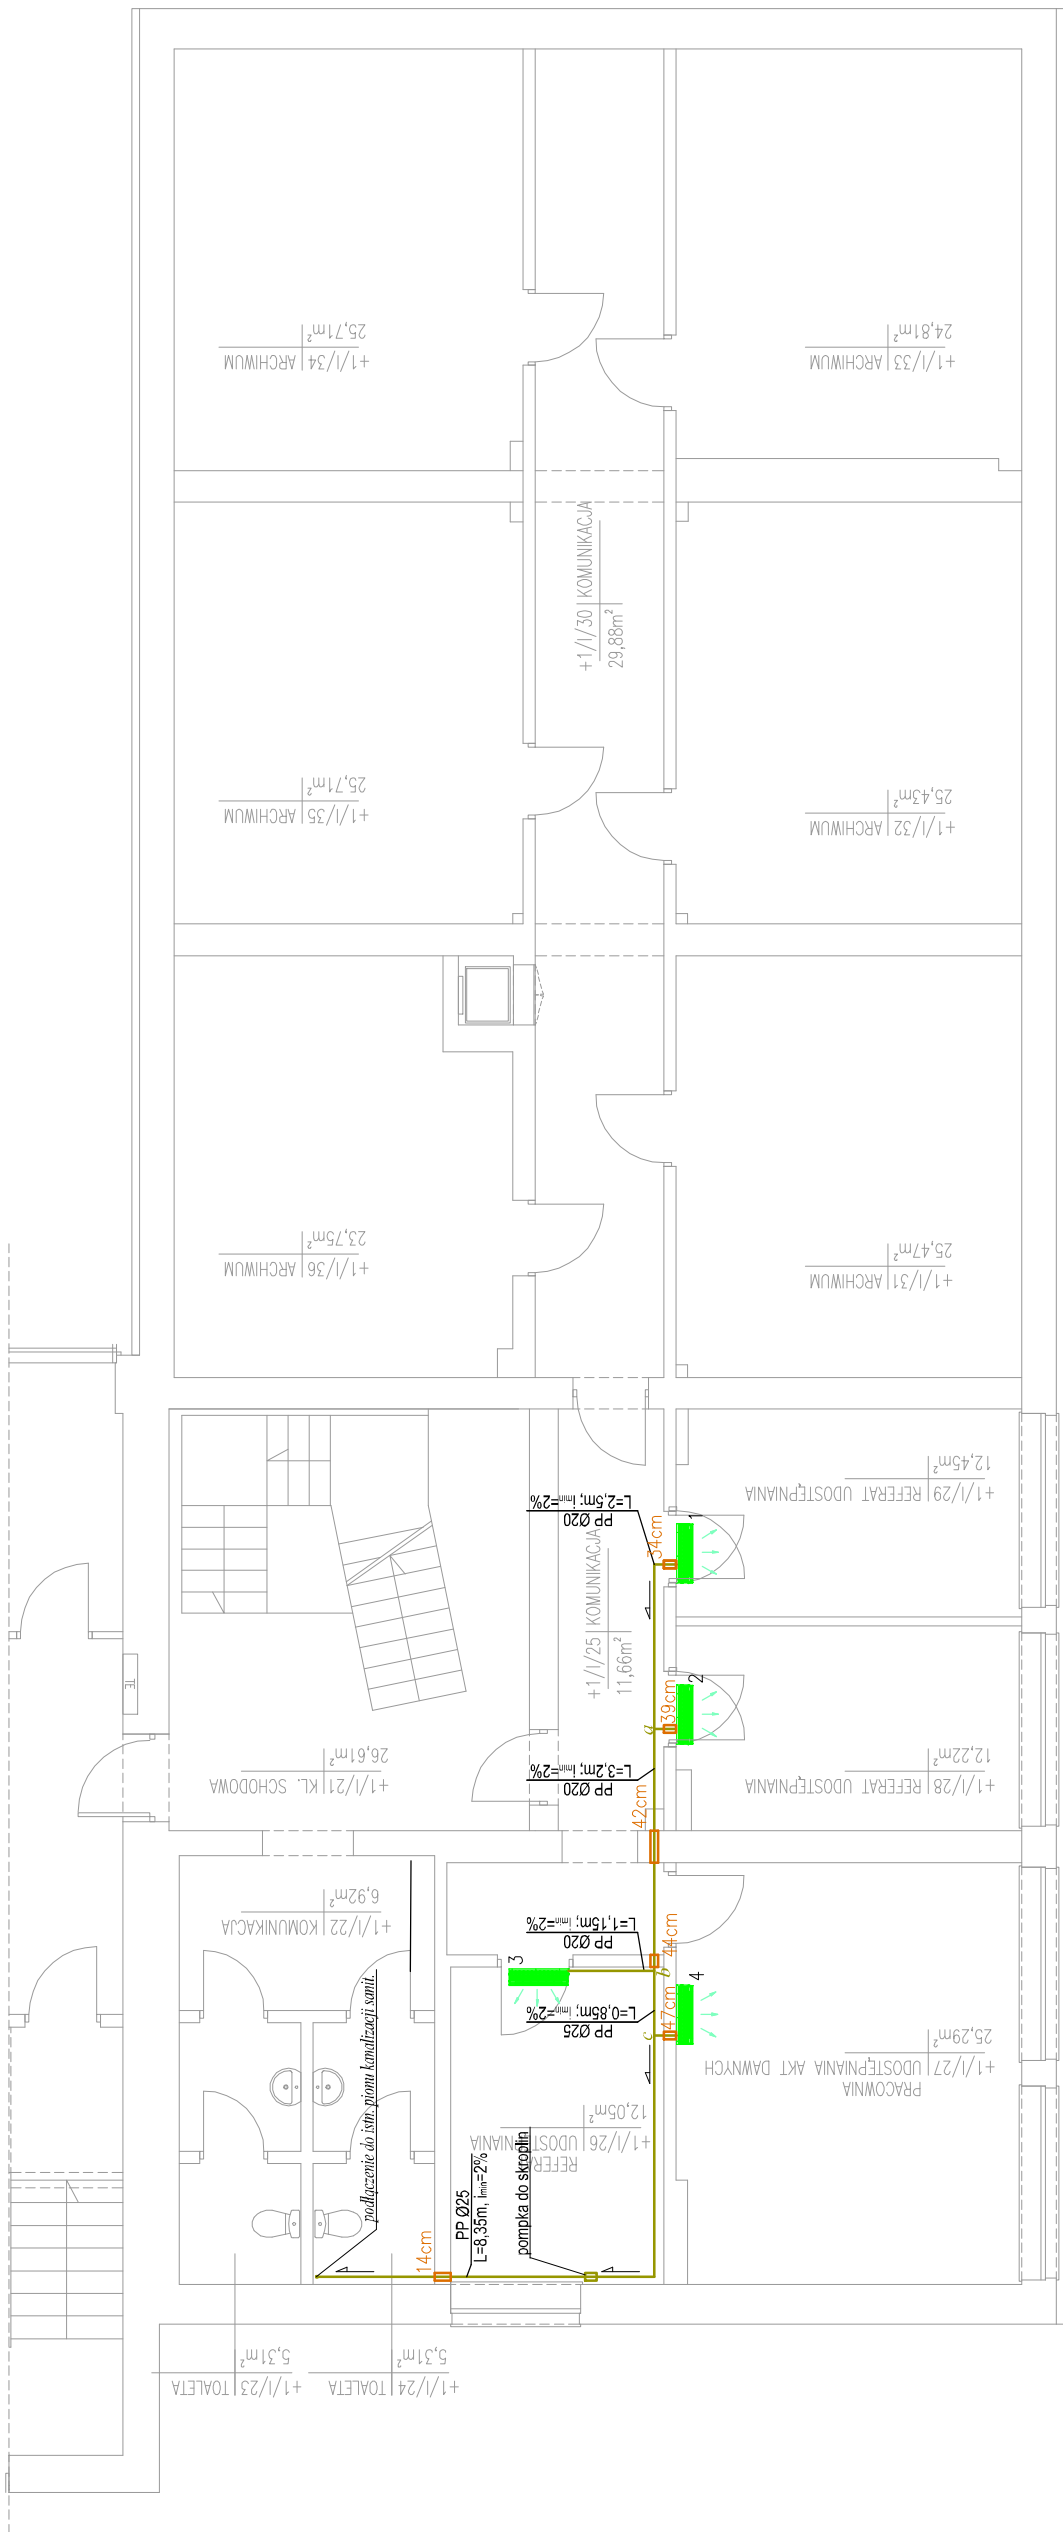 +1/I/34 | ARCHIWUM
25,71m²
+1/I/33 | ARCHIWUM
24,81m²
+1/I/30 | KOMUNIKACJA
29,88m²
+1/I/35 | ARCHIWUM
25,71m²
+1/I/32 | ARCHIWUM
25,43m²
+1/I/36 | ARCHIWUM
23,75m²
+1/I/31 | ARCHIWUM
25,47m²
+1/I/29 | REFERAT UDOSTĘPNIANIA
12,45m²
PP Ø20
L=2,5m; imin=2%
34cm
1
+1/I/25 | KOMUNIKACJA
11,66m²
TE
2
39cm
a
+1/I/21 | KL. SCHODOWA
26,61m²
PP Ø20
L=3,2m; imin=2%
+1/I/28 | REFERAT UDOSTĘPNIANIA
12,22m²
42cm
+1/I/22 | KOMUNIKACJA
6,92m²
PP Ø20
L=1,15m; imin=2%
44cm
3
b
4
PP Ø25
L=0,85m; imin=2%
47cm
c
PRACOWNIA
+1/I/27 | UDOSTĘPNIANIA AKT DAWNYCH
25,29m²
podłączenie do istn. pionu kanalizacji sanit.
REFERAT
+1/I/26 | UDOSTĘPNIANIA
12,05m²
PP Ø25
L=8,35m, imin=2%
pompka do skroplin
14cm
+1/I/23 | TOALETA
5,31m²
+1/I/24 | TOALETA
5,31m²